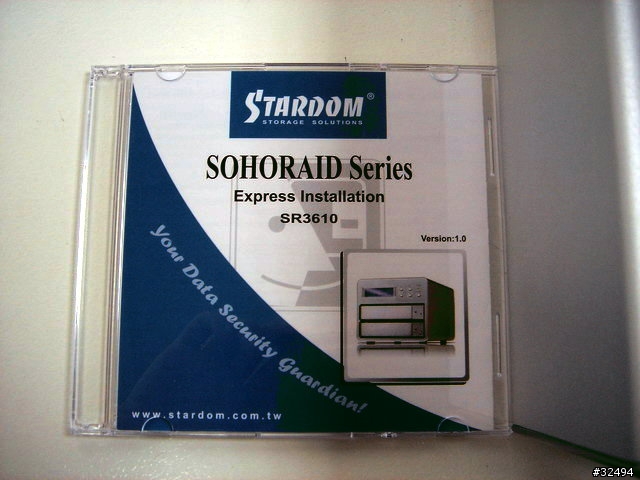 STARDOM®
STORAGE SOLUTIONS
SOHORAID Series
Express Installation
SR3610
Version:1.0
Your Data Security Guardian!
www.stardom.com.tw
#32494